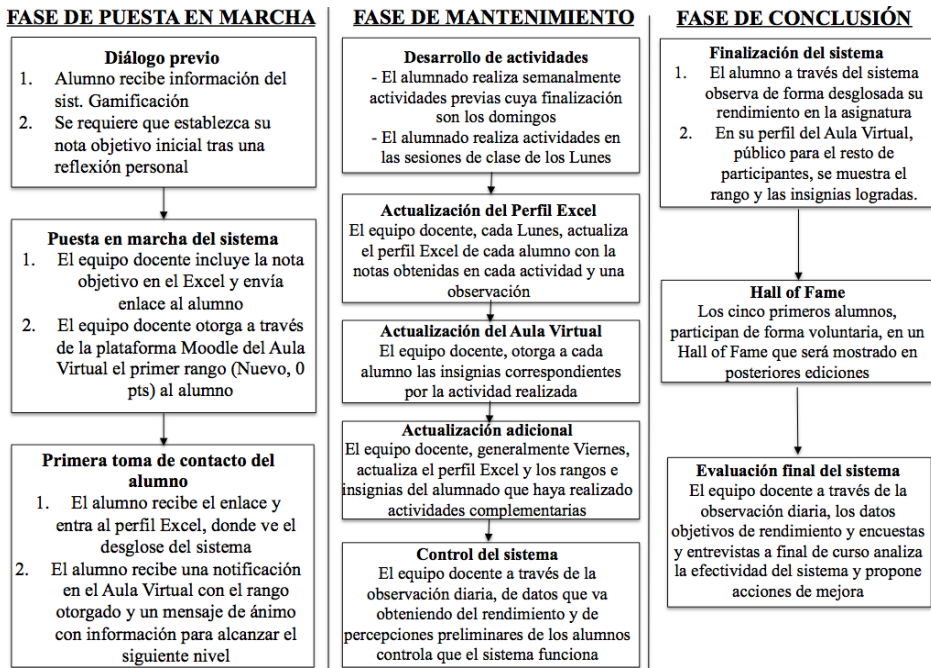 FASE DE PUESTA EN MARCHA
Diálogo previo
1. Alumno recibe información del
sist. Gamificación
2. Se requiere que establezca su
nota objetivo inicial tras una
reflexión personal
Puesta en marcha del sistema
1. El equipo docente incluye la nota
objetivo en el Excel y envía
enlace al alumno
2. El equipo docente otorga a través
de la plataforma Moodle del Aula
Virtual el primer rango (Nuevo, 0
pts) al alumno
Primera toma de contacto del
alumno
1. El alumno recibe el enlace y
entra al perfil Excel, donde ve el
desglose del sistema
2. El alumno recibe una notificación
en el Aula Virtual con el rango
otorgado y un mensaje de ánimo
con información para alcanzar el
siguiente nivel
FASE DE MANTENIMIENTO
Desarrollo de actividades
- El alumnado realiza semanalmente
actividades previas cuya finalización
son los domingos
- El alumnado realiza actividades en
las sesiones de clase de los Lunes
Actualización del Perfil Excel
El equipo docente, cada Lunes, actualiza
el perfil Excel de cada alumno con la
notas obtenidas en cada actividad y una
observación
Actualización del Aula Virtual
El equipo docente, otorga a cada
alumno las insignias correspondientes
por la actividad realizada
Actualización adicional
El equipo docente, generalmente Viernes,
actualiza el perfil Excel y los rangos e
insignias del alumnado que haya realizado
actividades complementarias
Control del sistema
El equipo docente a través de la
observación diaria, de datos que va
obteniendo del rendimiento y de
percepciones preliminares de los alumnos
controla que el sistema funciona
FASE DE CONCLUSIÓN
Finalización del sistema
1. El alumno a través del sistema
observa de forma desglosada su
rendimiento en la asignatura
2. En su perfil del Aula Virtual,
público para el resto de
participantes, se muestra el
rango y las insignias logradas.
Hall of Fame
Los cinco primeros alumnos,
participan de forma voluntaria, en un
Hall of Fame que será mostrado en
posteriores ediciones
Evaluación final del sistema
El equipo docente a través de la
observación diaria, los datos
objetivos de rendimiento y encuestas
y entrevistas a final de curso analiza
la efectividad del sistema y propone
acciones de mejora